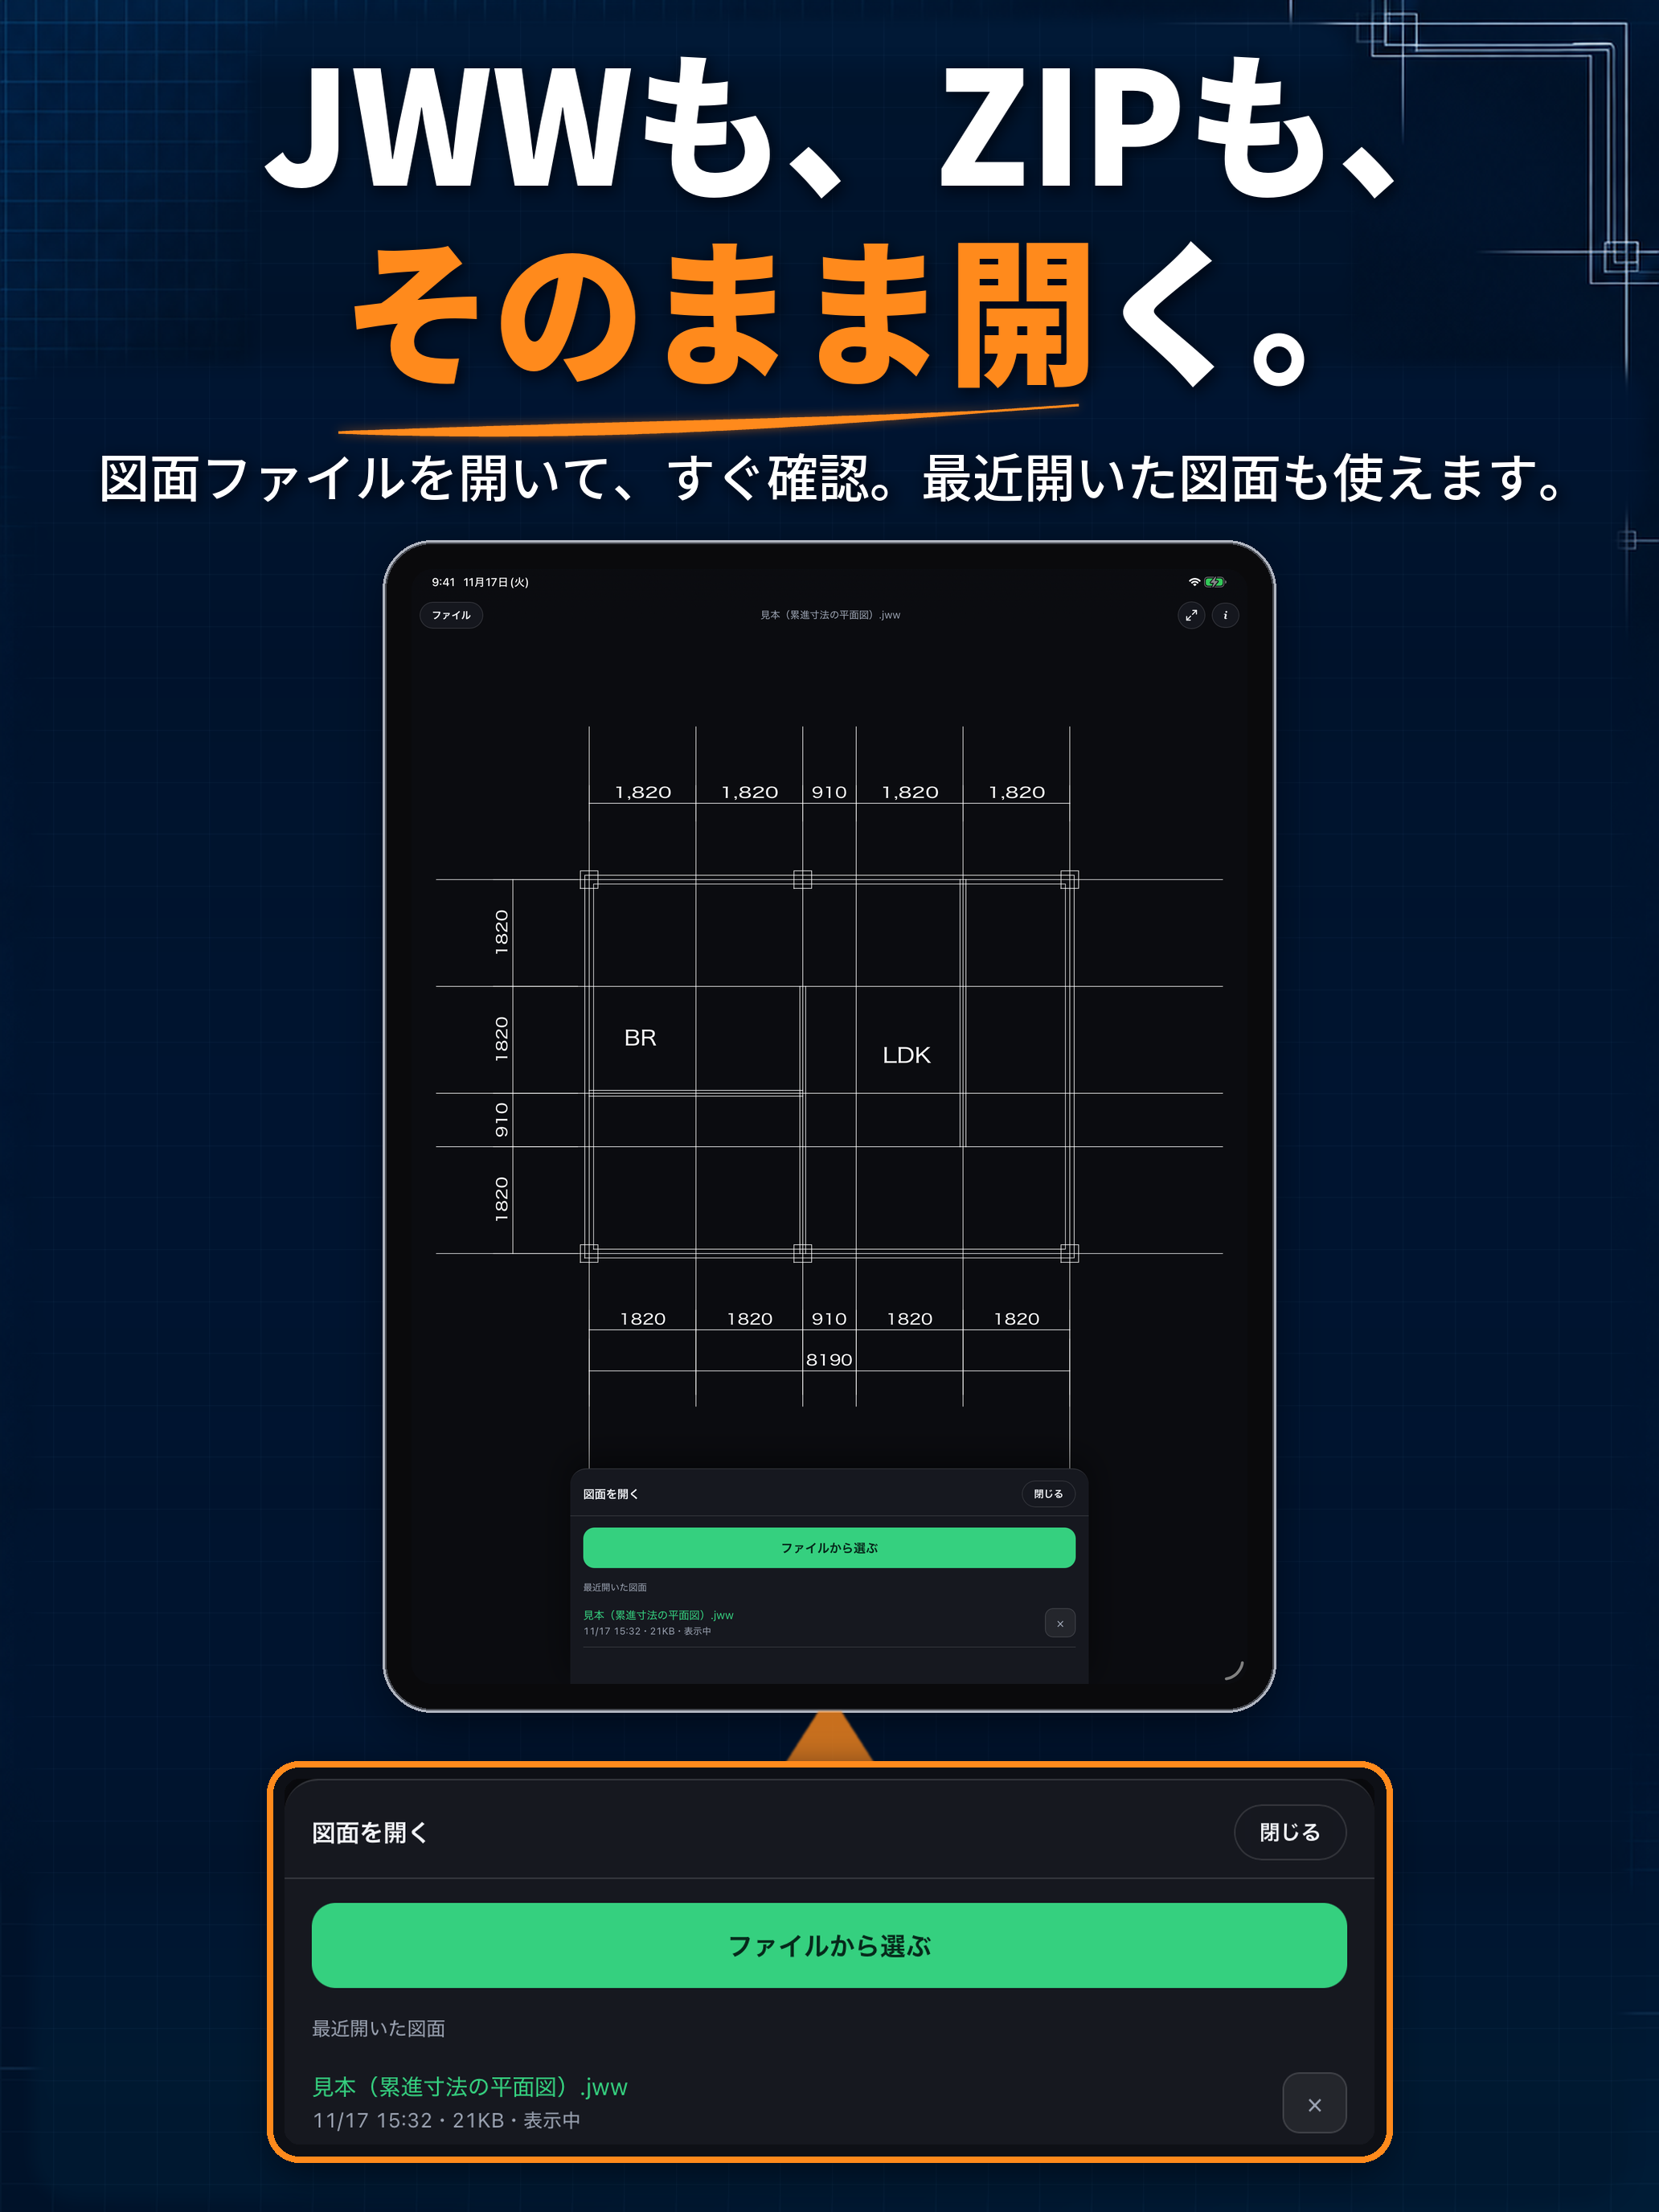 JWWも、ZIPも、
そのまま開く。
図面ファイルを開いて、すぐ確認。最近開いた図面も使えます。
9:41 11月17日(火)
ファイル
見本（累進寸法の平面図）.jww
i
1,820 1,820 910 1,820 1,820
1820
1820
BR
LDK
910
1820
1820 1820 910 1820 1820
8190
図面を開く
閉じる
ファイルから選ぶ
最近開いた図面
見本（累進寸法の平面図）.jww
11/17 15:32・21KB・表示中
×
図面を開く
閉じる
ファイルから選ぶ
最近開いた図面
見本（累進寸法の平面図）.jww
11/17 15:32・21KB・表示中
×